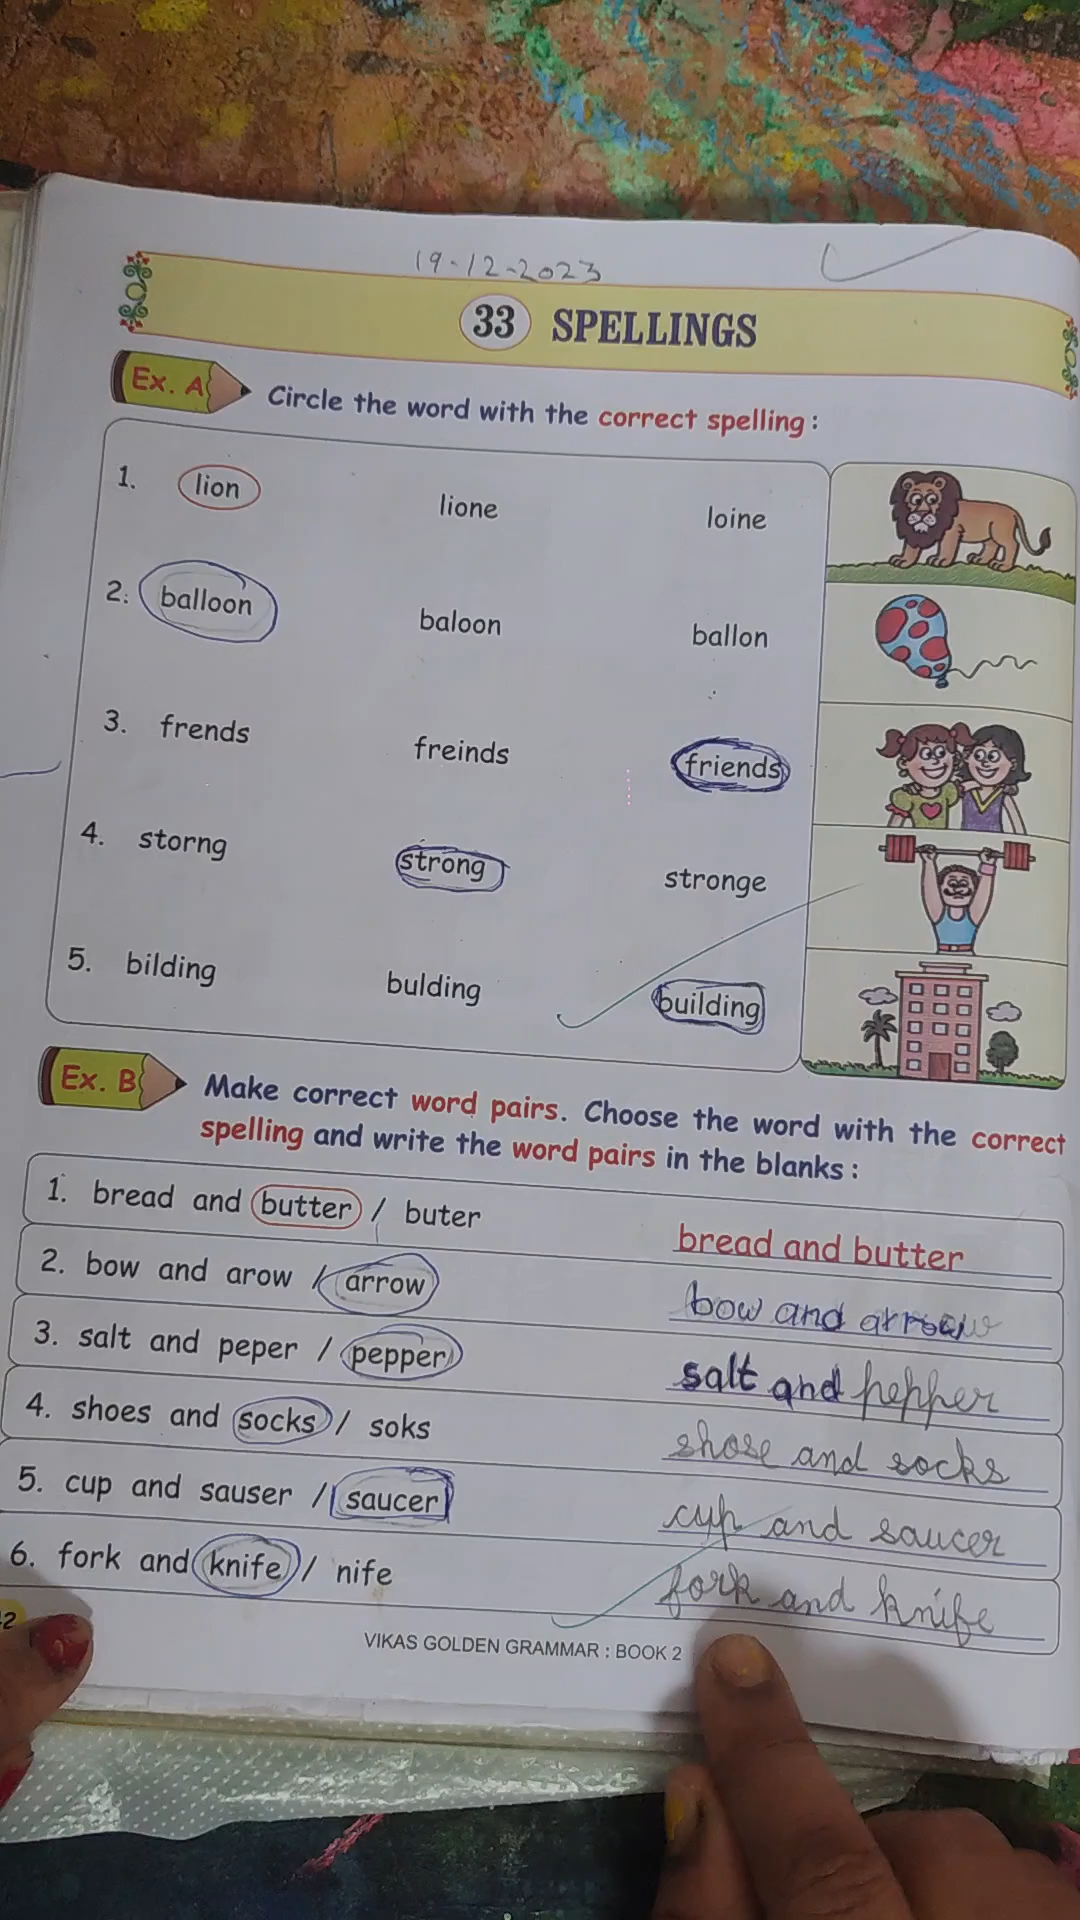 19-12-2023
33 SPELLINGS
Ex. A Circle the word with the correct spelling :
1. lion lione loine
2. balloon baloon ballon
3. frends freinds friends
4. storng strong stronge
5. bilding bulding building
Ex. B Make correct word pairs. Choose the word with the correct
spelling and write the word pairs in the blanks :
1. bread and butter / buter bread and butter
2. bow and arow / arrow bow and arrow
3. salt and peper / pepper salt and pepper
4. shoes and socks / soks shose and socks
5. cup and sauser / saucer cup and saucer
6. fork and knife / nife fork and knife
2
VIKAS GOLDEN GRAMMAR : BOOK 2